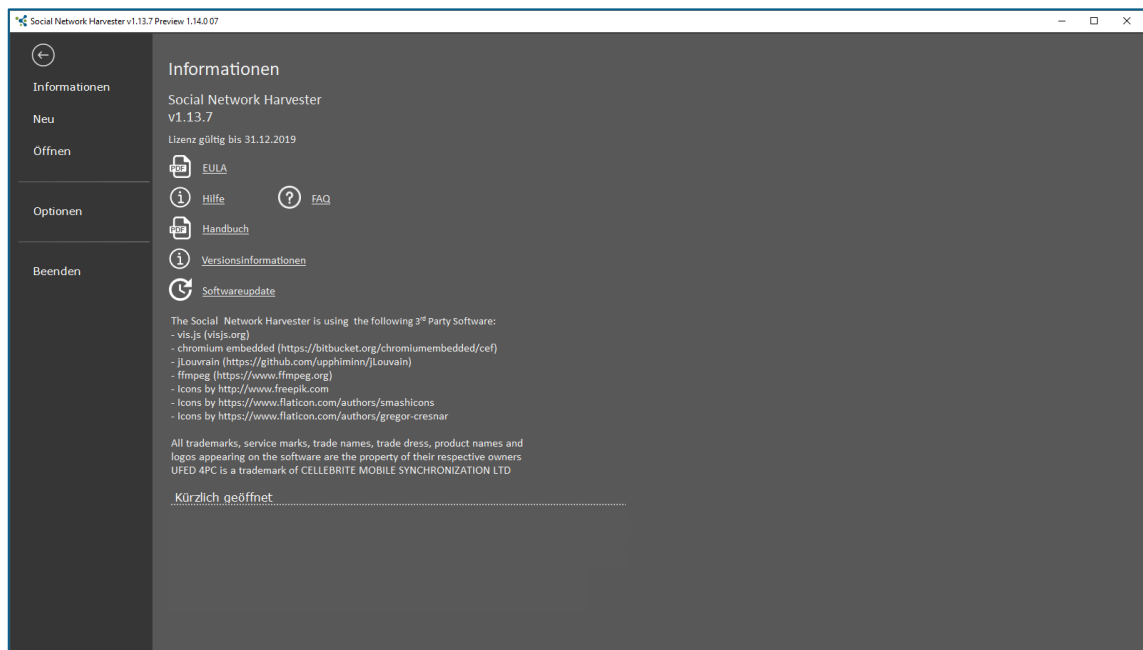 Social Network Harvester v1.13.7 Preview 1.14.0 07
Informationen
Neu
Öffnen
Optionen
Beenden
Informationen
Social Network Harvester
v1.13.7
Lizenz gültig bis 31.12.2019
PDF EULA
Hilfe FAQ
PDF Handbuch
Versionsinformationen
Softwareupdate
The Social Network Harvester is using the following 3rd Party Software:
- vis.js (visjs.org)
- chromium embedded (https://bitbucket.org/chromiumembedded/cef)
- jLouvrain (https://github.com/upphiminn/jLouvain)
- ffmpeg (https://www.ffmpeg.org)
- Icons by http://www.freepik.com
- Icons by https://www.flaticon.com/authors/smashicons
- Icons by https://www.flaticon.com/authors/gregor-cresnar
All trademarks, service marks, trade names, trade dress, product names and
logos appearing on the software are the property of their respective owners
UFED 4PC is a trademark of CELLEBRITE MOBILE SYNCHRONIZATION LTD
Kürzlich geöffnet